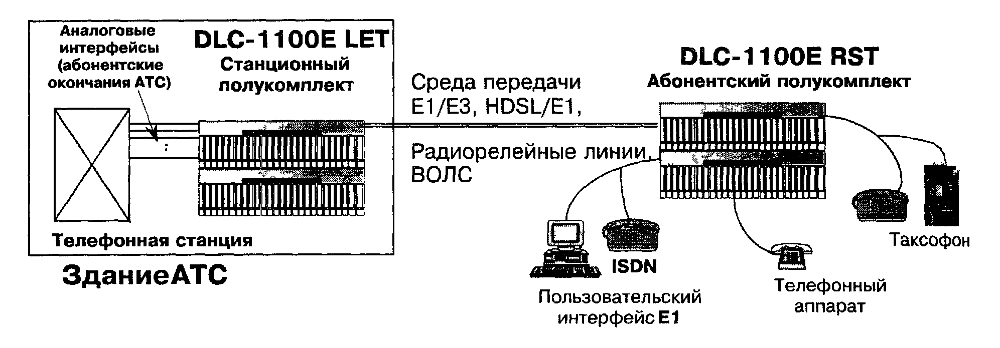 Аналоговые
интерфейсы
(абонентские
окончания АТС)
DLC-1100E LET
Станционный
полукомплект
Телефонная станция
ЗданиеАТС
Среда передачи
E1/E3, HDSL/E1,
Радиорелейные линии,
ВОЛС
DLC-1100E RST
Абонентский полукомплект
ISDN
Пользовательский
интерфейс E1
Телефонный
аппарат
Таксофон